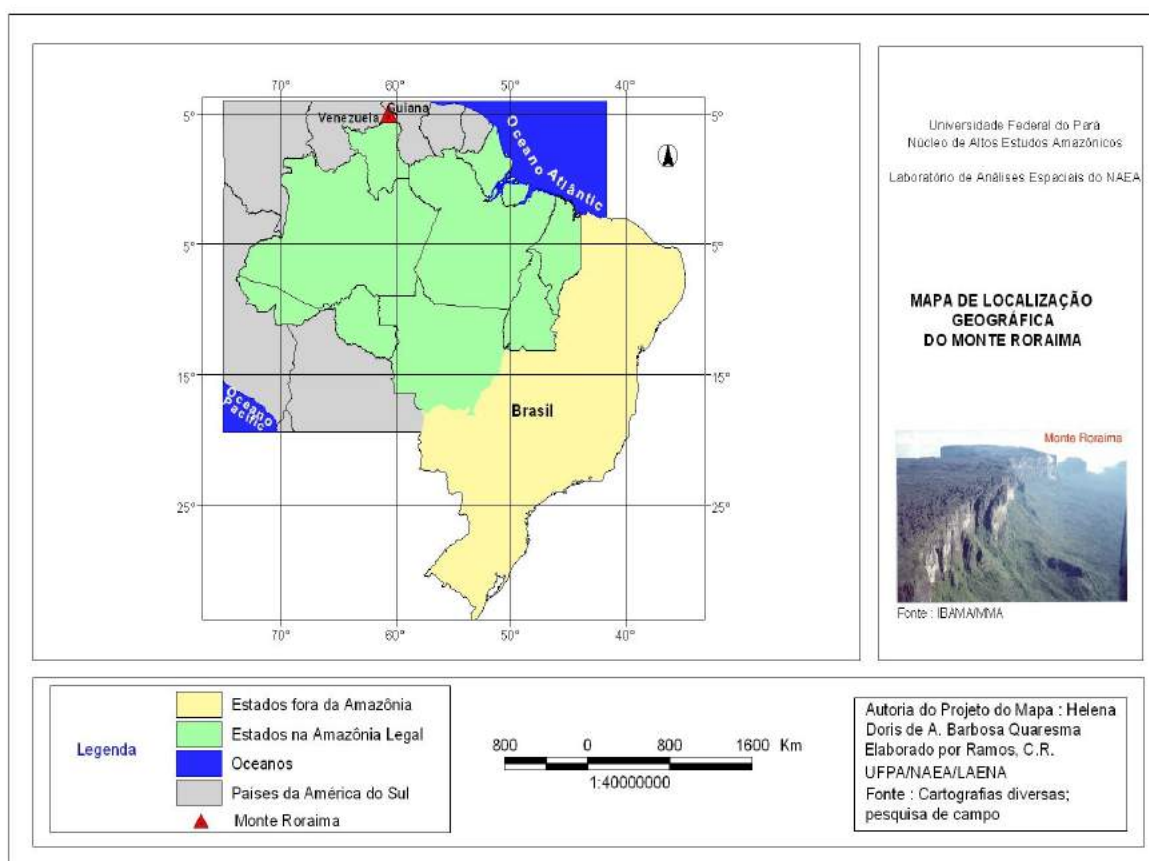 70°
60°
50°
40°
5°
Guiana
Venezuela
5°
Oceano Atlântic
5°
5°
15°
Oceano
Pacific
Brasil
15°
25°
25°
70°
60°
50°
40°
Universidade Federal do Pará
Núcleo de Altos Estudos Amazônicos
Laboratório de Análises Espaciais do NAEA
MAPA DE LOCALIZAÇÃO
GEOGRÁFICA
DO MONTE RORAIMA
Monte Roraima
Fonte : IBAMA/MMA
Legenda
Estados fora da Amazônia
Estados na Amazônia Legal
Oceanos
Países da América do Sul
Monte Roraima
800 0 800 1600 Km
1:40000000
Autoria do Projeto do Mapa : Helena
Doris de A. Barbosa Quaresma
Elaborado por Ramos, C.R.
UFPA/NAEA/LAENA
Fonte : Cartografias diversas;
pesquisa de campo